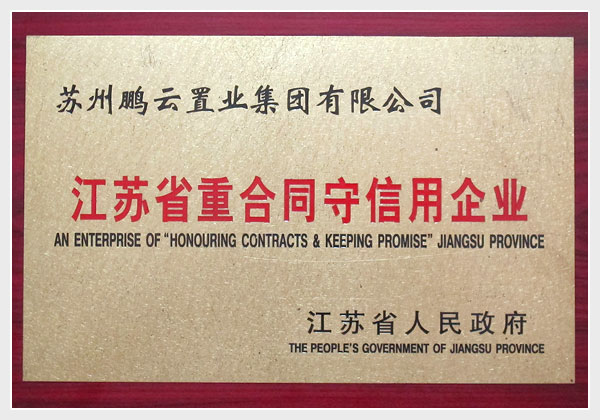 苏州鹏云置业集团有限公司
江苏省重合同守信用企业
AN ENTERPRISE OF "HONOURING CONTRACTS & KEEPING PROMISE" JIANGSU PROVINCE
江苏省人民政府
THE PEOPLE'S GOVERNMENT OF JIANGSU PROVINCE